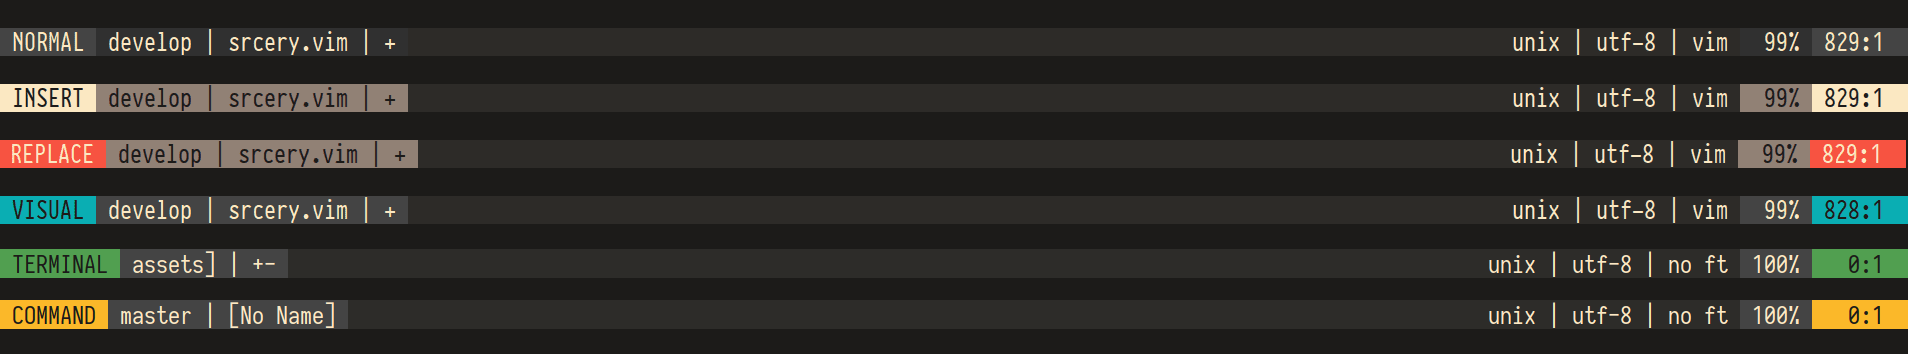 NORMAL develop | srcery.vim | + unix | utf-8 | vim 99% 829:1
INSERT develop | srcery.vim | + unix | utf-8 | vim 99% 829:1
REPLACE develop | srcery.vim | + unix | utf-8 | vim 99% 829:1
VISUAL develop | srcery.vim | + unix | utf-8 | vim 99% 828:1
TERMINAL assets] | +- unix | utf-8 | no ft 100% 0:1
COMMAND master | [No Name] unix | utf-8 | no ft 100% 0:1